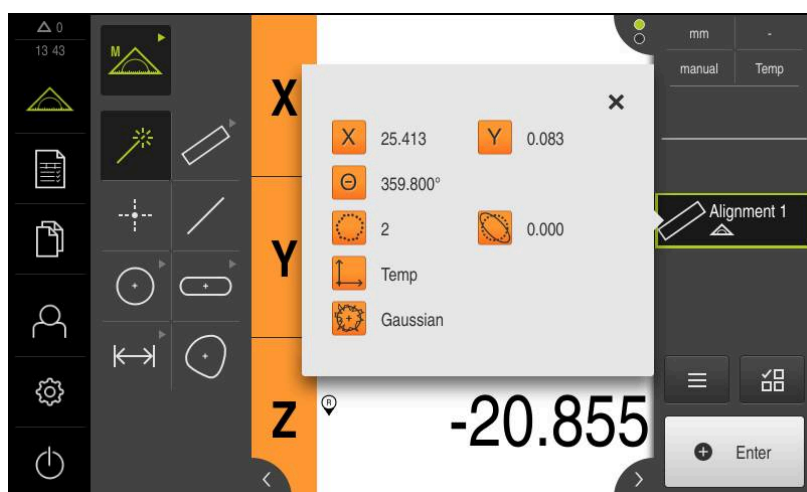 0
13 43
M
X
Y
Z
X 25.413 Y 0.083
Θ 359.800°
2 0.000
Temp
Gaussian
R
-20.855
mm -
manual Temp
Alignment 1
Enter